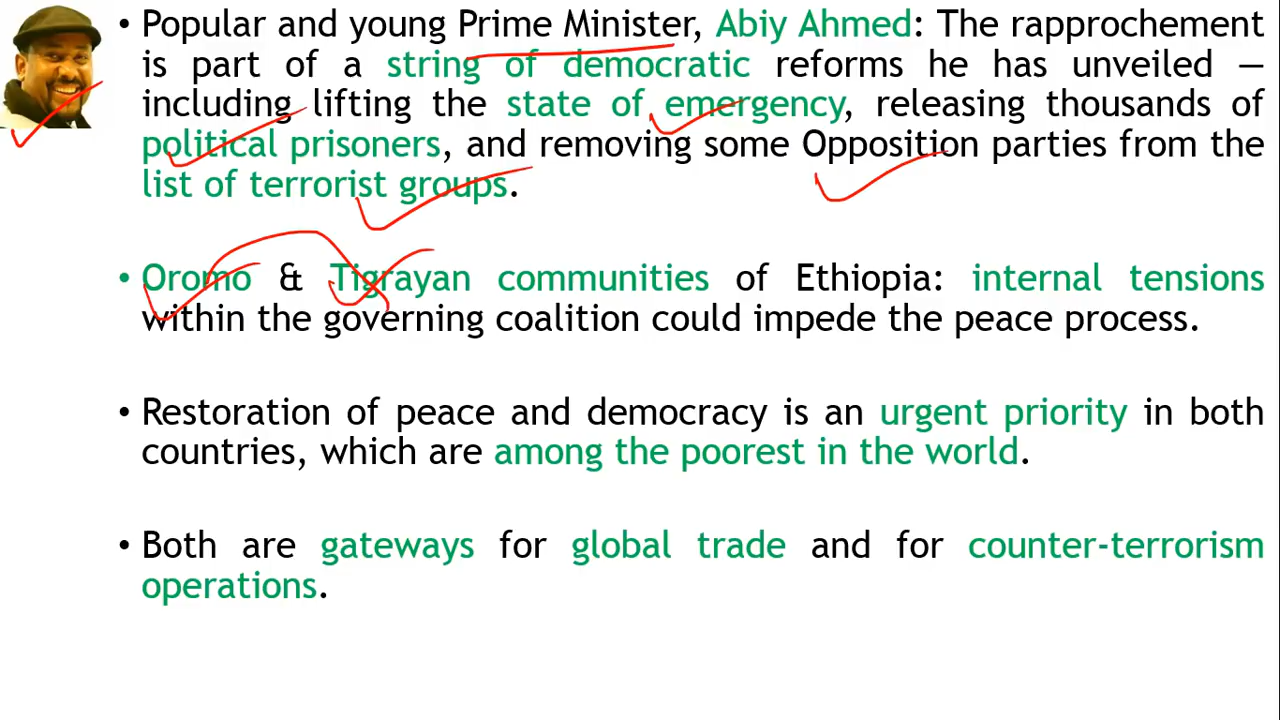 • Popular and young Prime Minister, Abiy Ahmed: The rapprochement
is part of a string of democratic reforms he has unveiled —
including lifting the state of emergency, releasing thousands of
political prisoners, and removing some Opposition parties from the
list of terrorist groups.
• Oromo & Tigrayan communities of Ethiopia: internal tensions
within the governing coalition could impede the peace process.
• Restoration of peace and democracy is an urgent priority in both
countries, which are among the poorest in the world.
• Both are gateways for global trade and for counter-terrorism
operations.